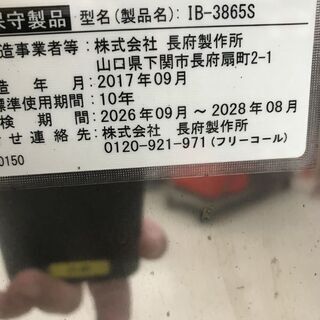 保守製品 型名(製品名): IB-3865S
造事業者等: 株式会社 長府製作所
山口県下関市長府扇町2-1
造年月: 2017年09月
標準使用期間: 10年
検期間: 2026年09月～2028年08月
せ連絡先: 株式会社 長府製作所
0120-921-971(フリーコール)
0150